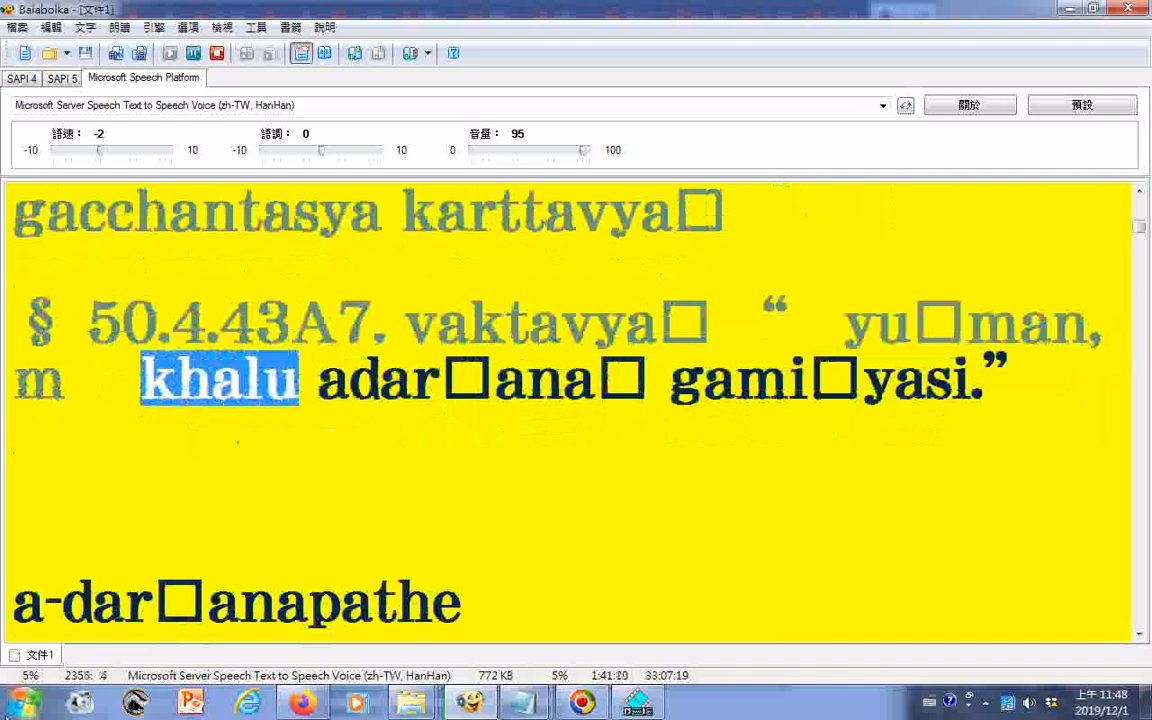 Balabolka - [文件1]
檔案 編輯 文字 朗讀 引擎 選項 檢視 工具 書籤 說明
SAPI 4 SAPI 5 Microsoft Speech Platform
Microsoft Server Speech Text to Speech Voice (zh-TW, HanHan) 關於 預設
語速： -2 語調： 0 音量： 95
-10 10 -10 10 0 100
gacchantasya karttavya□
§ 50.4.43A7. vaktavya□ “ yu□man,
m khalu adar□ana□ gami□yasi.”
a-dar□anapathe
文件1
5% Microsoft Server Speech Text to Speech Voice (zh-TW, HanHan) 772 KB 5% 33:07:19
上午 11:48
2019/12/1